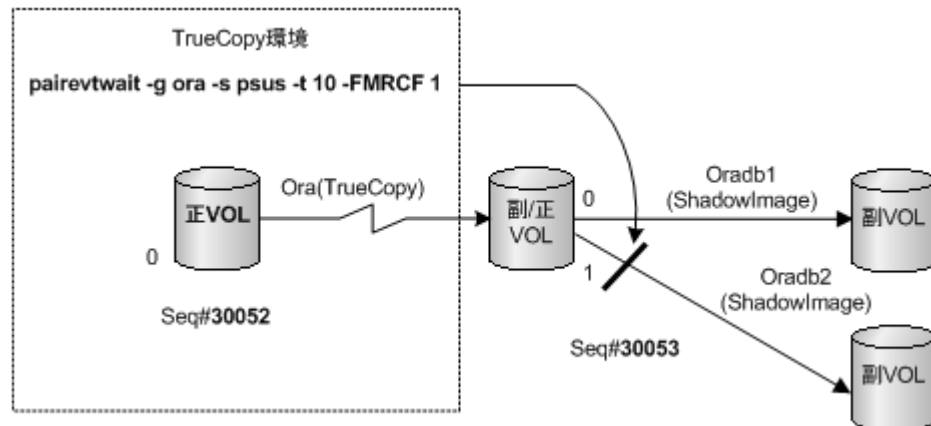 TrueCopy環境
pairevtwait -g ora -s psus -t 10 -FMRCF 1
Ora(TrueCopy)
正VOL
0
Seq#30052
副/正
VOL
0
1
Seq#30053
Oradb1
(ShadowImage)
副VOL
Oradb2
(ShadowImage)
副VOL